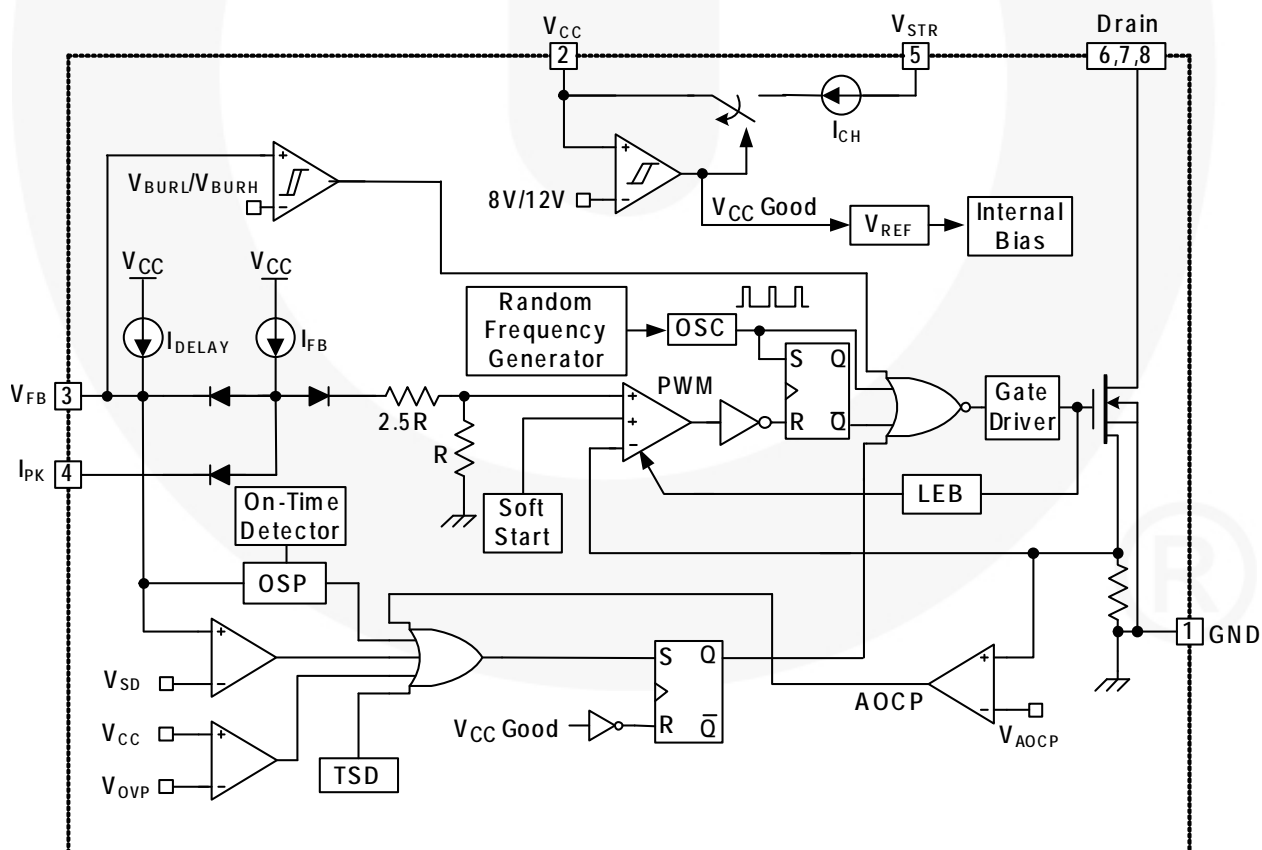 VCC
VSTR
Drain
2
5
6,7,8
ICH
+
-
VBURL/VBURH
+
-
8V/12V
VCC Good
VREF
Internal
Bias
VCC
VCC
Random
Frequency
Generator
OSC
IDELAY
IFB
S
Q
R
Q̅
VFB
3
2.5R
R
PWM
+
+
-
Gate
Driver
IPK
4
LEB
On-Time
Detector
Soft
Start
OSP
+
-
VSD
VCC
VOVP
+
-
TSD
VCC Good
S
Q
R
Q̅
AOCP
+
-
VAOCP
1
GND
®